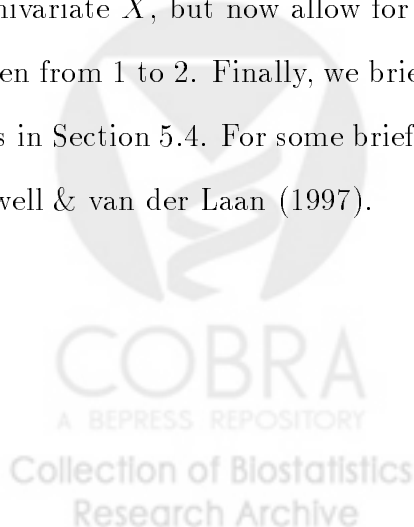 nivariate X, but now allow for
en from 1 to 2. Finally, we brie
s in Section 5.4. For some brief
well & van der Laan (1997).
COBRA
A BEPRESS REPOSITORY
Collection of Biostatistics
Research Archive